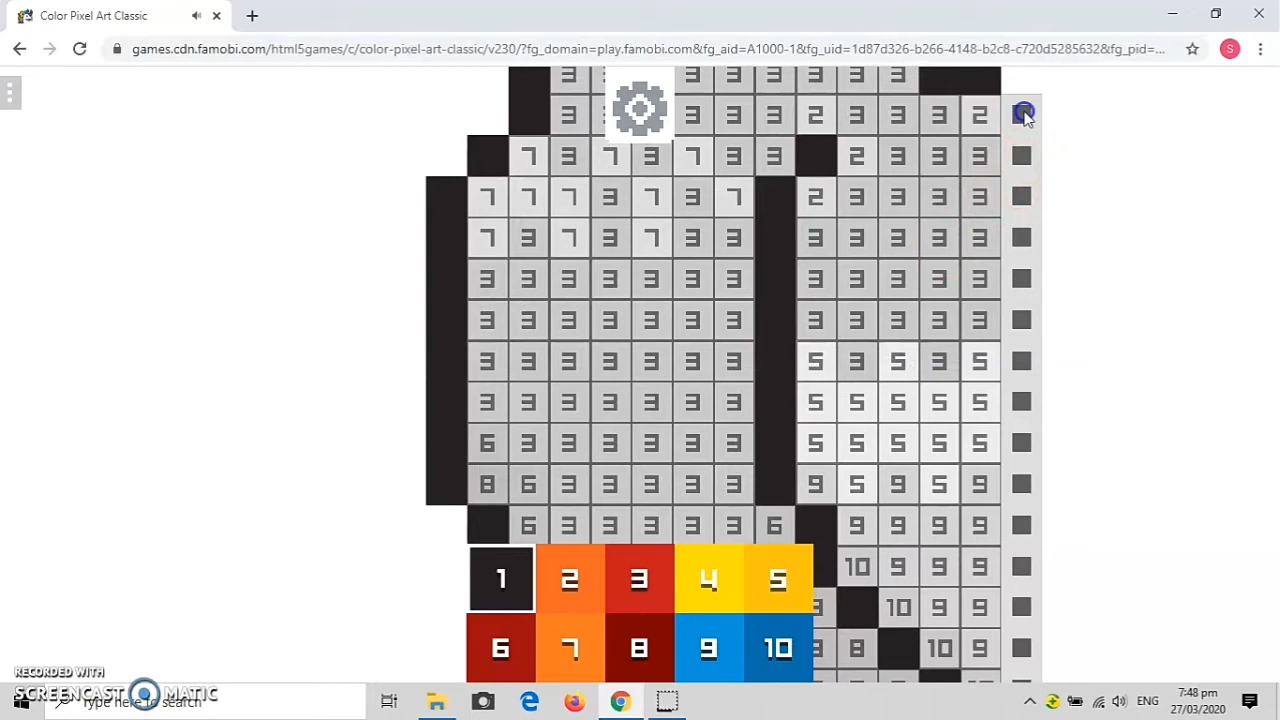 Color Pixel Art Classic
games.cdn.famobi.com/html5games/c/color-pixel-art-classic/v230/?fg_domain=play.famobi.com&fg_aid=A1000-1&fg_uid=1d87d326-b266-4148-b2c8-c720d5285632&fg_pid=...
S
3 3 3 3 3 3 3
3 3 3 3 2 3 3 3 2
7 3 7 3 7 3 3 2 3 3 3
7 7 7 3 7 3 7 2 3 3 3 3
7 3 7 3 7 3 3 3 3 3 3 3
3 3 3 3 3 3 3 3 3 3 3 3
3 3 3 3 3 3 3 3 3 3 3 3
3 3 3 3 3 3 3 5 3 5 3 5
3 3 3 3 3 3 3 5 5 5 5 5
6 3 3 3 3 3 3 5 5 5 5 5
8 6 3 3 3 3 3 9 5 9 5 9
6 3 3 3 3 3 6 9 9 9 9
1 2 3 4 5 10 9 9 9
10 9 9
6 7 8 9 10 8 10 9
RECORDED WITH
SCREENCAST MATIC
Type here to search
ENG
7:48 pm
27/03/2020